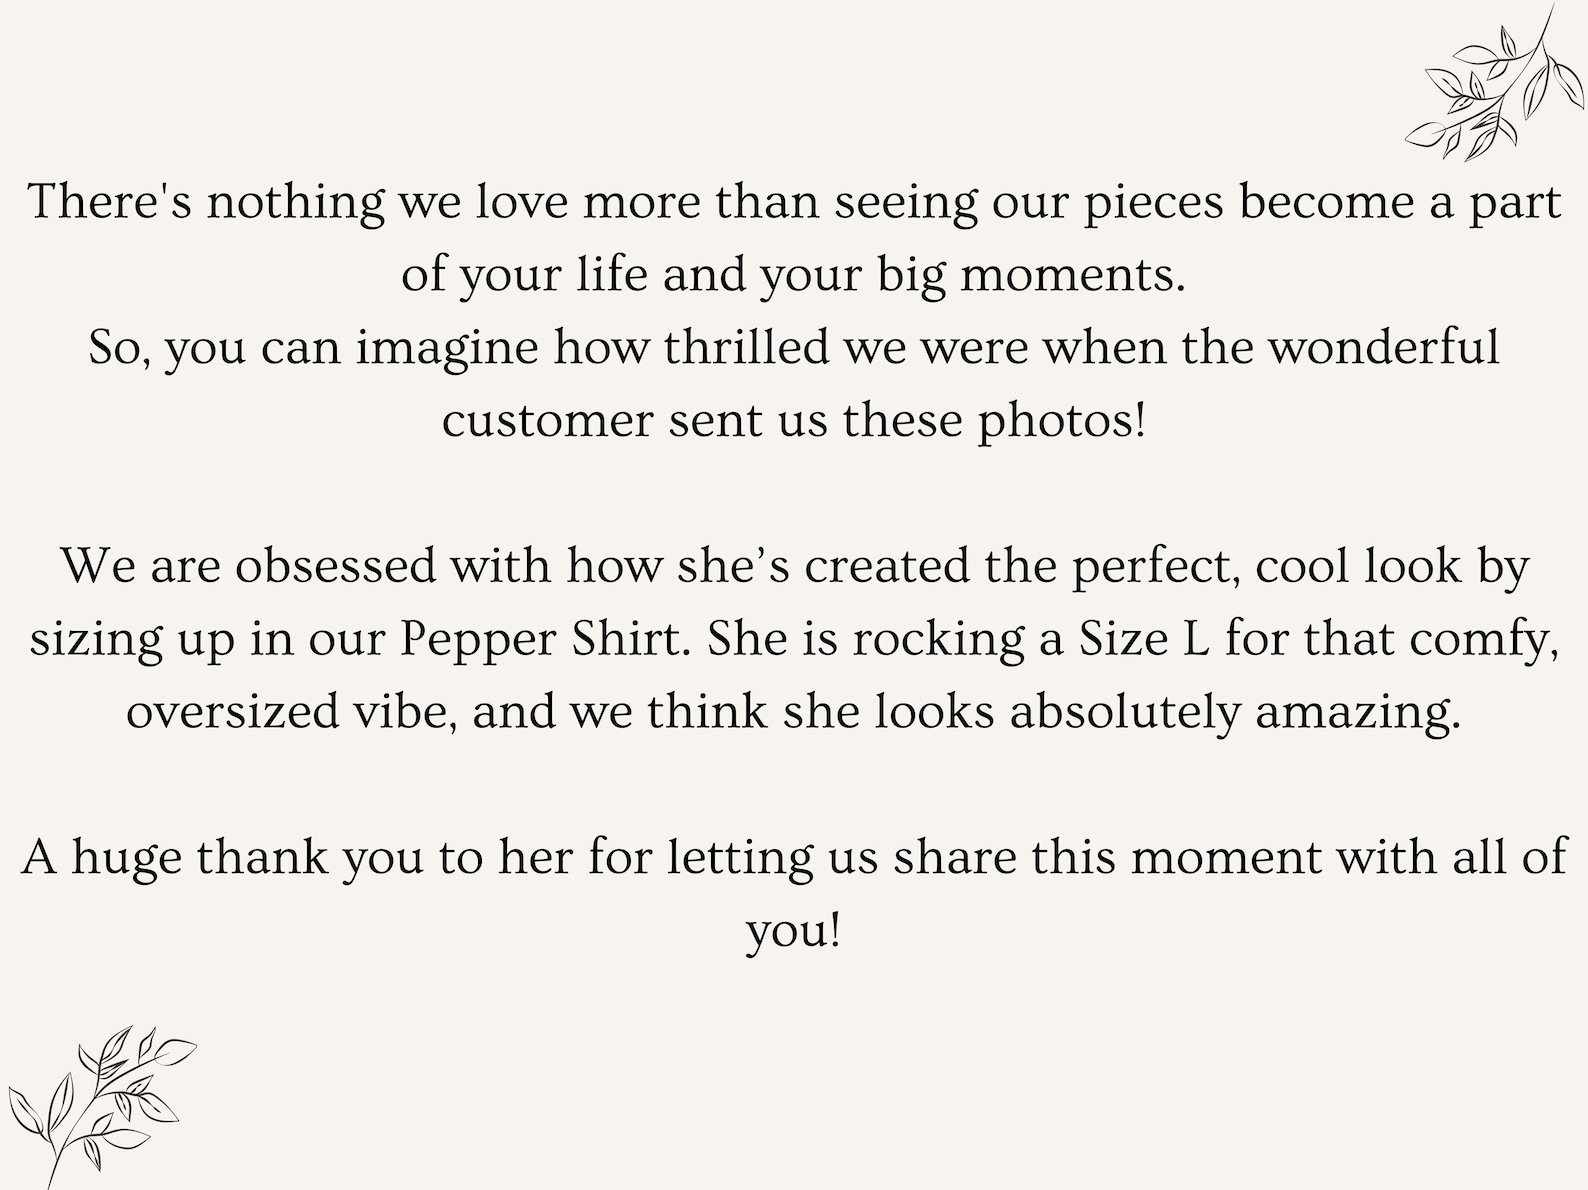 There's nothing we love more than seeing our pieces become a part
of your life and your big moments.
So, you can imagine how thrilled we were when the wonderful
customer sent us these photos!
We are obsessed with how she’s created the perfect, cool look by
sizing up in our Pepper Shirt. She is rocking a Size L for that comfy,
oversized vibe, and we think she looks absolutely amazing.
A huge thank you to her for letting us share this moment with all of
you!